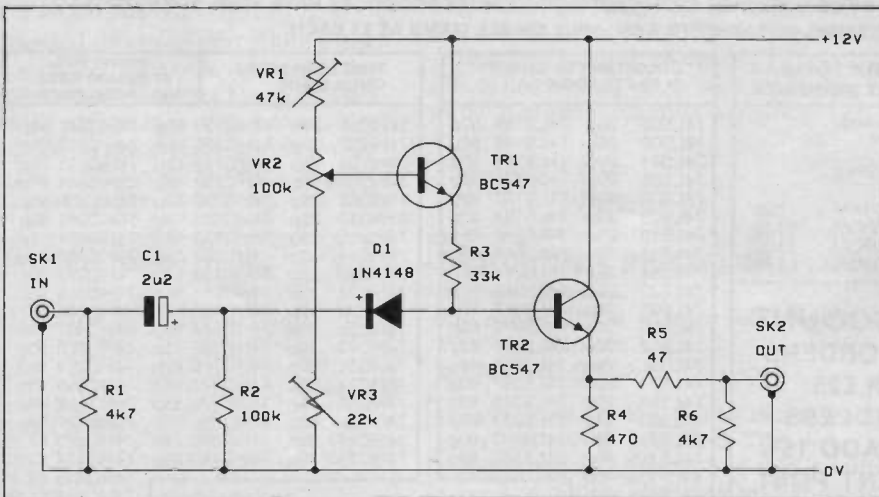 +12V
VR1
47k
VR2
100k
TR1
BC547
D1
1N4148
R3
33k
SK1
IN
C1
2u2
+
+
TR2
BC547
R5
47
SK2
OUT
R1
4k7
R2
100k
VR3
22k
R4
470
R6
4k7
0V